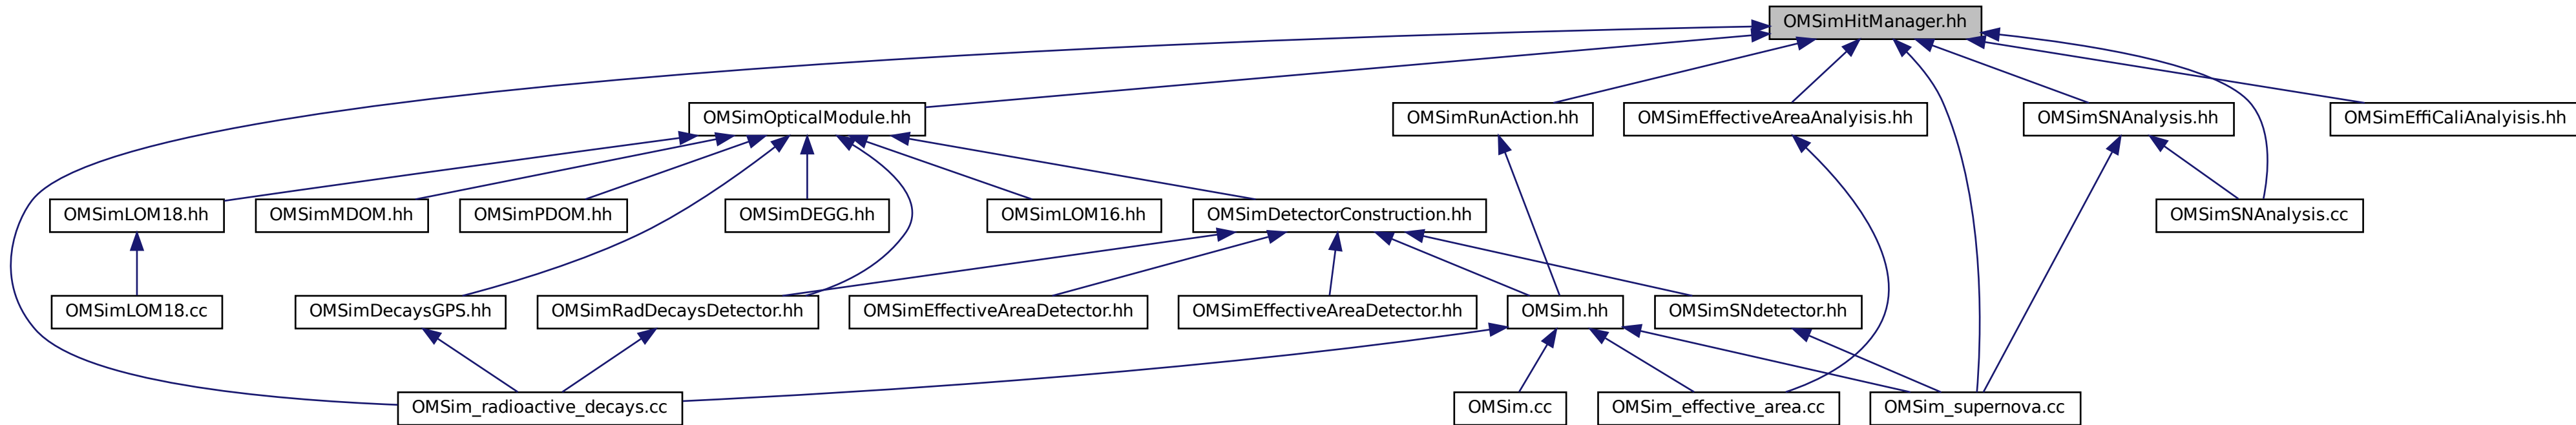 OMSimHitManager.hh
OMSimOpticalModule.hh
OMSimRunAction.hh
OMSimEffectiveAreaAnalyisis.hh
OMSimSNAnalysis.hh
OMSimEffiCaliAnalyisis.hh
OMSimLOM18.hh
OMSimMDOM.hh
OMSimPDOM.hh
OMSimDEGG.hh
OMSimLOM16.hh
OMSimDetectorConstruction.hh
OMSimSNAnalysis.cc
OMSimLOM18.cc
OMSimDecaysGPS.hh
OMSimRadDecaysDetector.hh
OMSimEffectiveAreaDetector.hh
OMSimEffectiveAreaDetector.hh
OMSim.hh
OMSimSNdetector.hh
OMSim_radioactive_decays.cc
OMSim.cc
OMSim_effective_area.cc
OMSim_supernova.cc